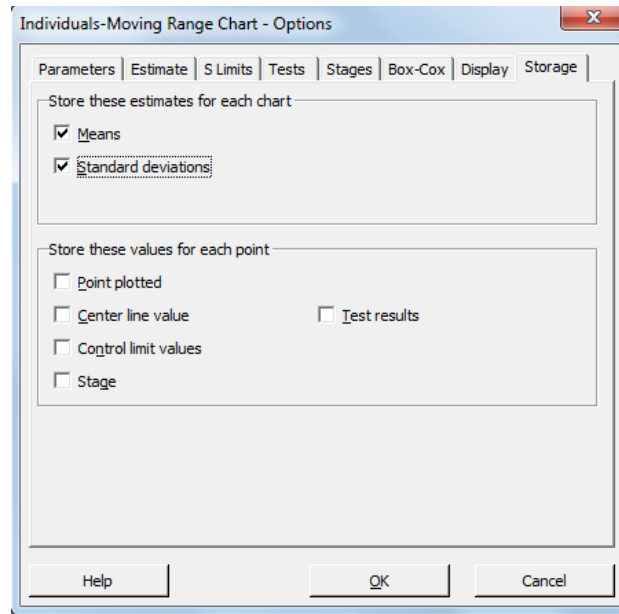 Individuals-Moving Range Chart - Options
Parameters Estimate S Limits Tests Stages Box-Cox Display Storage
Store these estimates for each chart
Means
Standard deviations
Store these values for each point
Point plotted
Center line value Test results
Control limit values
Stage
Help OK Cancel